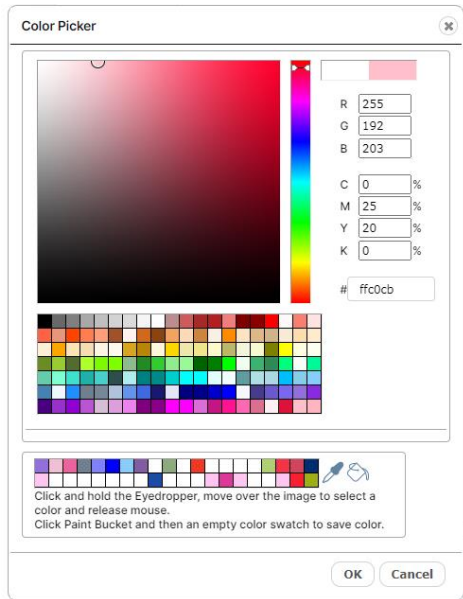 Color Picker
R 255
G 192
B 203
C 0 %
M 25 %
Y 20 %
K 0 %
# ffc0cb
Click and hold the Eyedropper, move over the image to select a
color and release mouse.
Click Paint Bucket and then an empty color swatch to save color.
OK Cancel